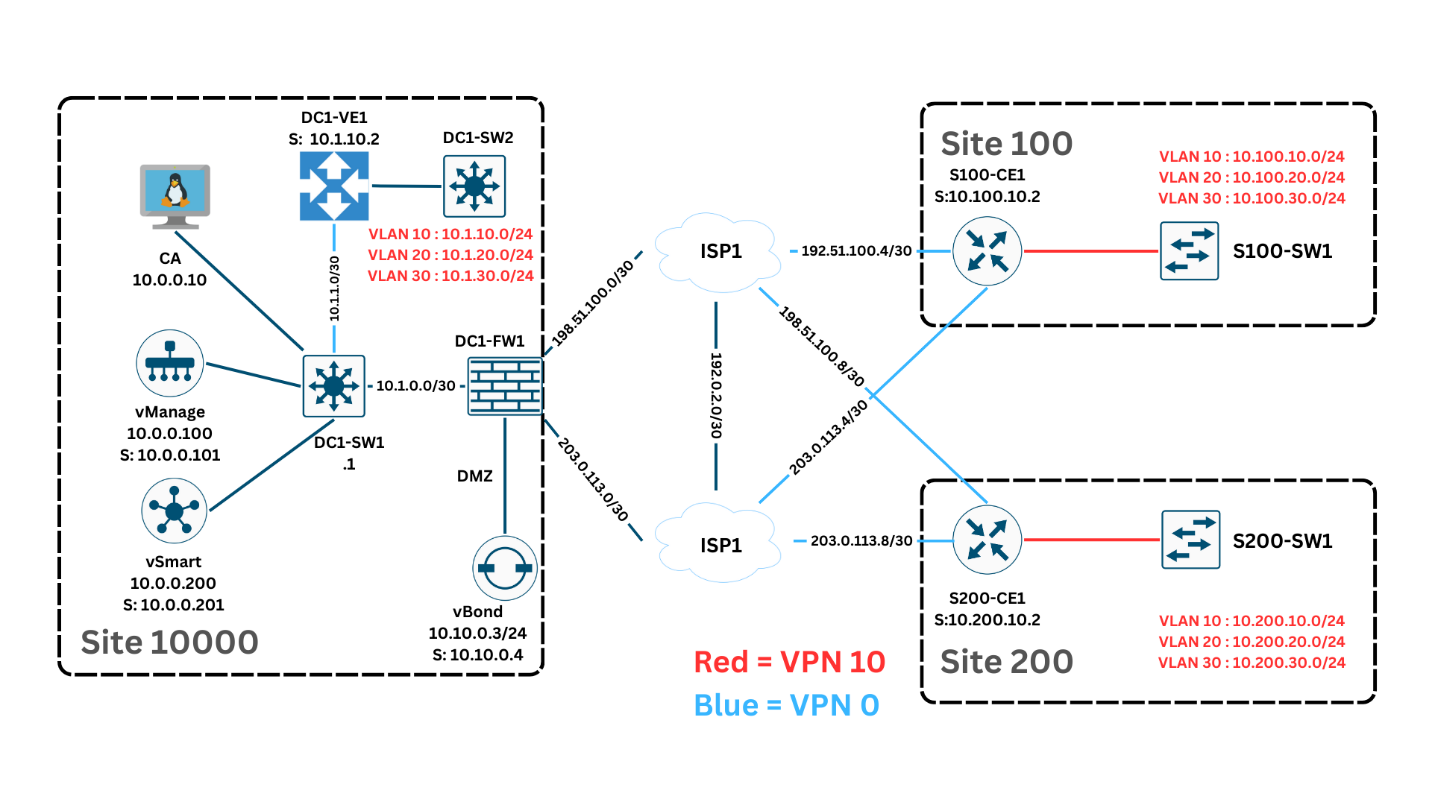 DC1-VE1
S: 10.1.10.2
DC1-SW2
CA
10.0.0.10
10.1.1.0/30
VLAN 10 : 10.1.10.0/24
VLAN 20 : 10.1.20.0/24
VLAN 30 : 10.1.30.0/24
vManage
10.0.0.100
S: 10.0.0.101
DC1-SW1
.1
10.1.0.0/30
DC1-FW1
vSmart
10.0.0.200
S: 10.0.0.201
DMZ
vBond
10.10.0.3/24
S: 10.10.0.4
Site 10000
198.51.100.0/30
203.0.113.0/30
ISP1
192.0.2.0/30
ISP1
192.51.100.4/30
198.51.100.8/30
203.0.113.4/30
203.0.113.8/30
Site 100
S100-CE1
S:10.100.10.2
VLAN 10 : 10.100.10.0/24
VLAN 20 : 10.100.20.0/24
VLAN 30 : 10.100.30.0/24
S100-SW1
S200-SW1
S200-CE1
S:10.200.10.2
Site 200
VLAN 10 : 10.200.10.0/24
VLAN 20 : 10.200.20.0/24
VLAN 30 : 10.200.30.0/24
Red = VPN 10
Blue = VPN 0